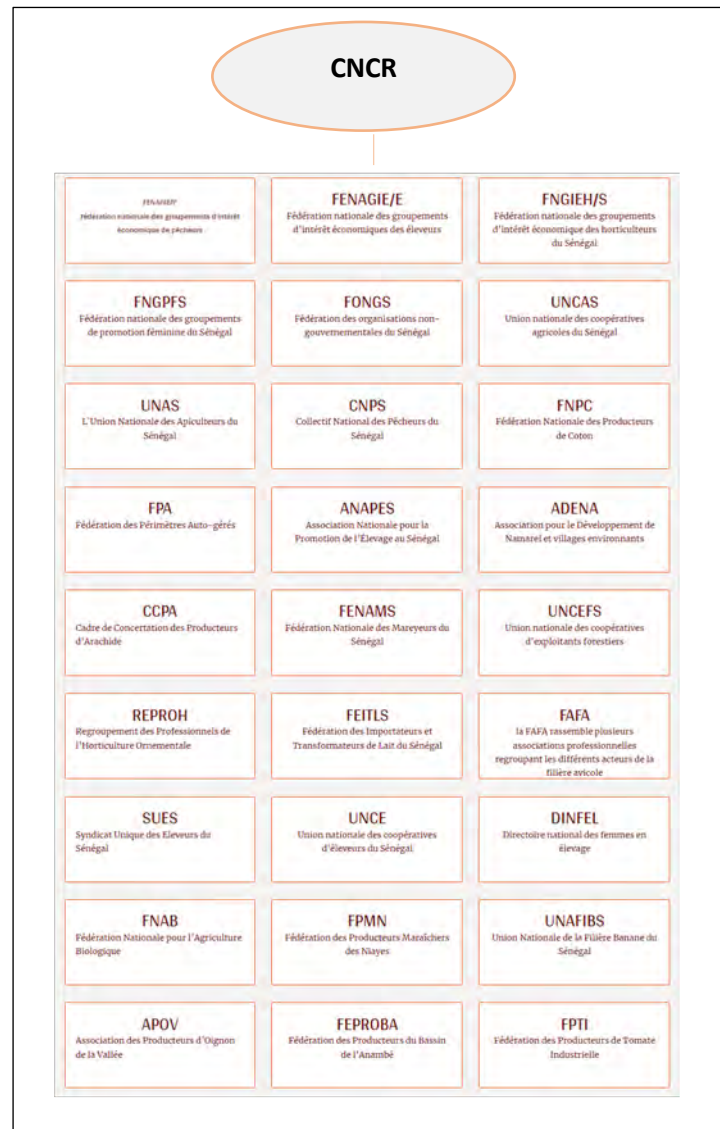 CNCR
Fédération nationale des groupements d'intérêt
économique de pêcheurs
FENAGIE/E
Fédération nationale des groupements
d'intérêt économiques des éleveurs
FNGIEH/S
Fédération nationale des groupements
d'intérêt économique des horticulteurs
du Sénégal
FNGPFS
Fédération nationale des groupements
de promotion féminine du Sénégal
FONGS
Fédération des organisations non-
gouvernementales du Sénégal
UNCAS
Union nationale des coopératives
agricoles du Sénégal
UNAS
L'Union Nationale des Apiculteurs du
Sénégal
CNPS
Collectif National des Pêcheurs du
Sénégal
FNPC
Fédération Nationale des Producteurs
de Coton
FPA
Fédération des Périmètres Auto-gérés
ANAPES
Association Nationale pour la
Promotion de l'Élevage au Sénégal
ADENA
Association pour le Développement de
Namarel et villages environnants
CCPA
Cadre de Concertation des Producteurs
d'Arachide
FENAMS
Fédération Nationale des Mareyeurs du
Sénégal
UNCEFS
Union nationale des coopératives
d'exploitants forestiers
REPROH
Regroupement des Professionnels de
l'Horticulture Ornementale
FEITLS
Fédération des Importateurs et
Transformateurs de Lait du Sénégal
FAFA
la FAFA rassemble plusieurs
associations professionnelles
regroupant les différents acteurs de la
filière avicole
SUES
Syndicat Unique des Eleveurs du
Sénégal
UNCE
Union nationale des coopératives
d'éleveurs du Sénégal
DINFEL
Directoire national des femmes en
élevage
FNAB
Fédération Nationale pour l'Agriculture
Biologique
FPMN
Fédération des Producteurs Maraîchers
des Niayes
UNAFIBS
Union Nationale de la Filière Banane du
Sénégal
APOV
Association des Producteurs d'Oignon
de la Vallée
FEPROBA
Fédération des Producteurs du Bassin
de l'Anambé
FPTI
Fédération des Producteurs de Tomate
Industrielle